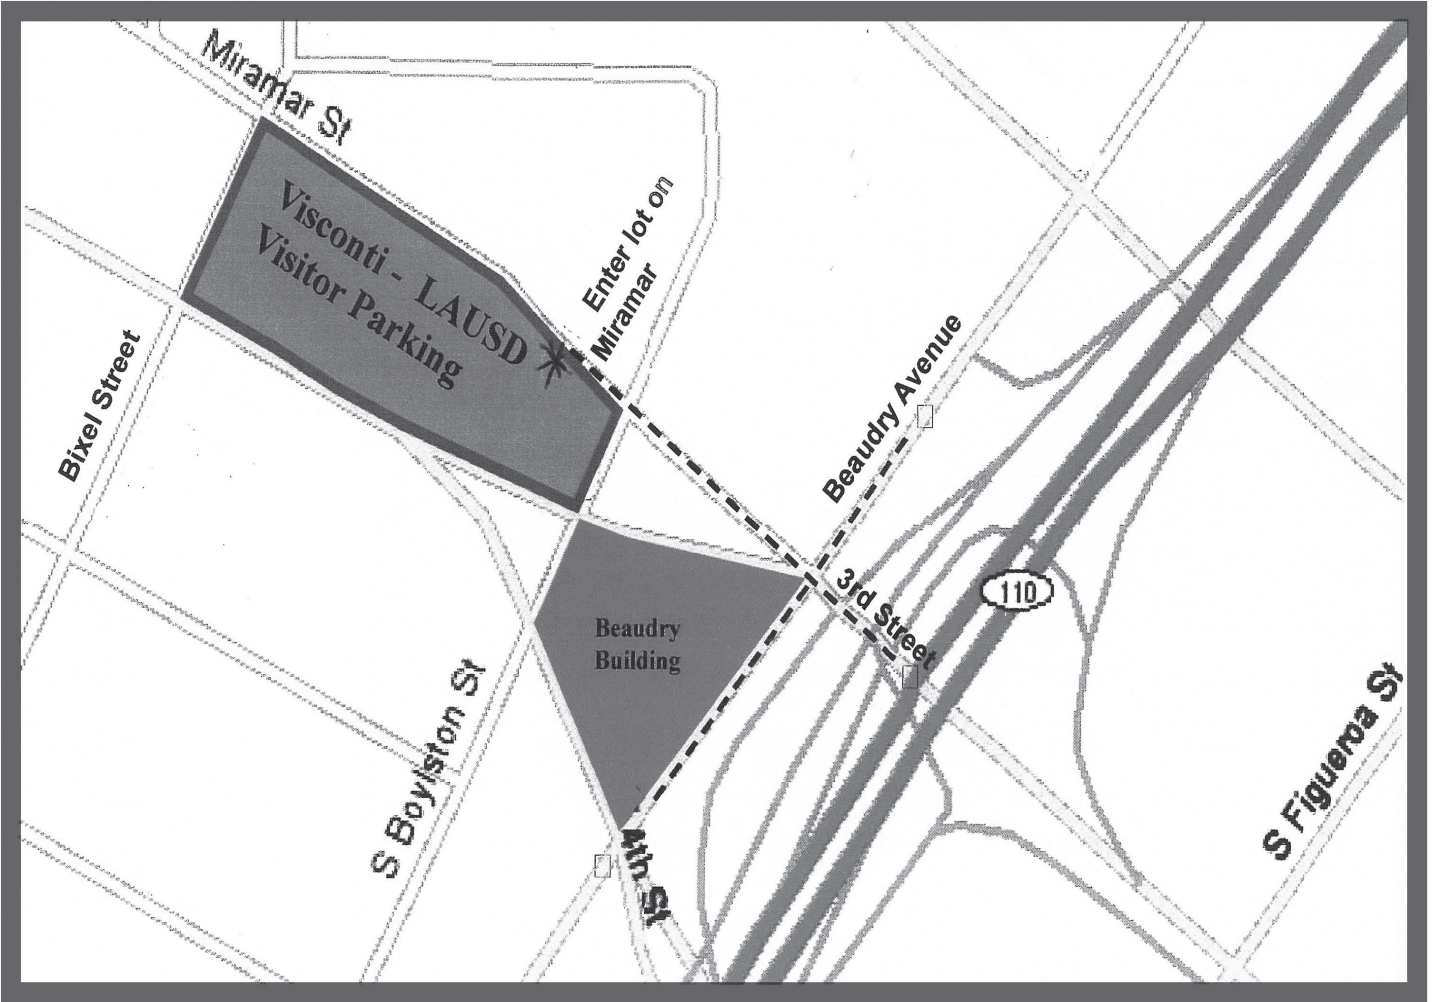 Miramar St
Visconti - LAUSD
Visitor Parking
Enter lot on
Miramar
Bixel Street
Beaudry Avenue
3rd Street
110
Beaudry
Building
S Boylston St
4th St
S Figueroa St